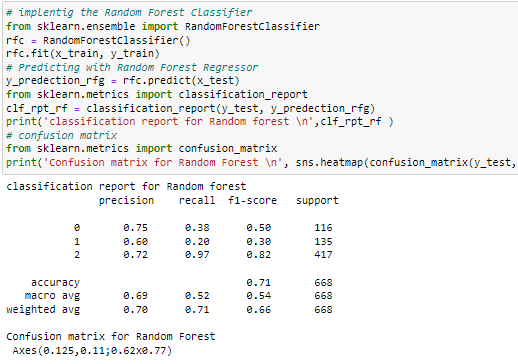 # implentig the Random Forest Classifier
from sklearn.ensemble import RandomForestClassifier
rfc = RandomForestClassifier()
rfc.fit(x_train, y_train)
# Predicting with Random Forest Regressor
y_predection_rfg = rfc.predict(x_test)
from sklearn.metrics import classification_report
clf_rpt_rf = classification_report(y_test, y_predection_rfg)
print('classification report for Random forest \n',clf_rpt_rf )
# confusion matrix
from sklearn.metrics import confusion_matrix
print('Confusion matrix for Random Forest \n', sns.heatmap(confusion_matrix(y_test,
classification report for Random forest
precision recall f1-score support
0 0.75 0.38 0.50 116
1 0.60 0.20 0.30 135
2 0.72 0.97 0.82 417
accuracy 0.71 668
macro avg 0.69 0.52 0.54 668
weighted avg 0.70 0.71 0.66 668
Confusion matrix for Random Forest
Axes(0.125,0.11;0.62x0.77)